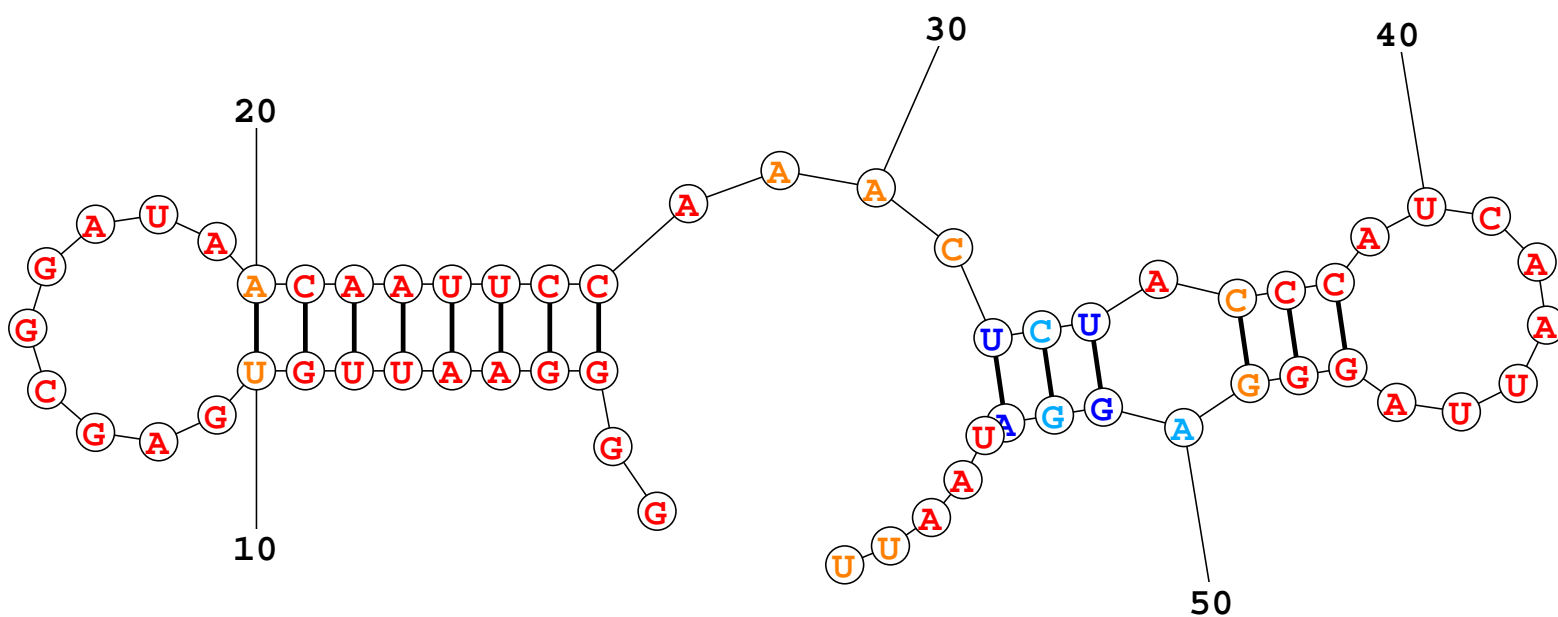 30
40
20
A U A
A C A A U U C C
A A A C
U C U A C C C A U C A A U
G G C G A G
U G U U A A G G
G
G
A G G A G G G A U
U A A U U
10
50